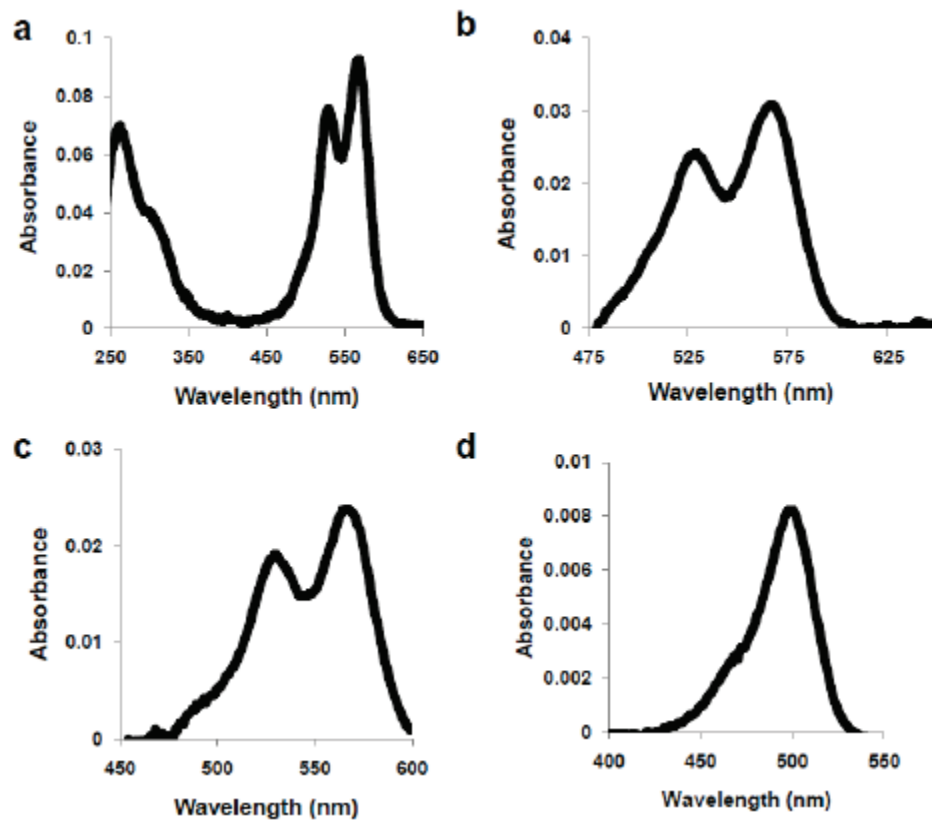 a
0.1
0.08
0.06
0.04
0.02
0
Absorbance
250 350 450 550 650
Wavelength (nm)
b
0.04
0.03
0.02
0.01
0
Absorbance
475 525 575 625
Wavelength (nm)
c
0.03
0.02
0.01
0
Absorbance
450 500 550 600
Wavelength (nm)
d
0.01
0.008
0.006
0.004
0.002
0
Absorbance
400 450 500 550
Wavelength (nm)